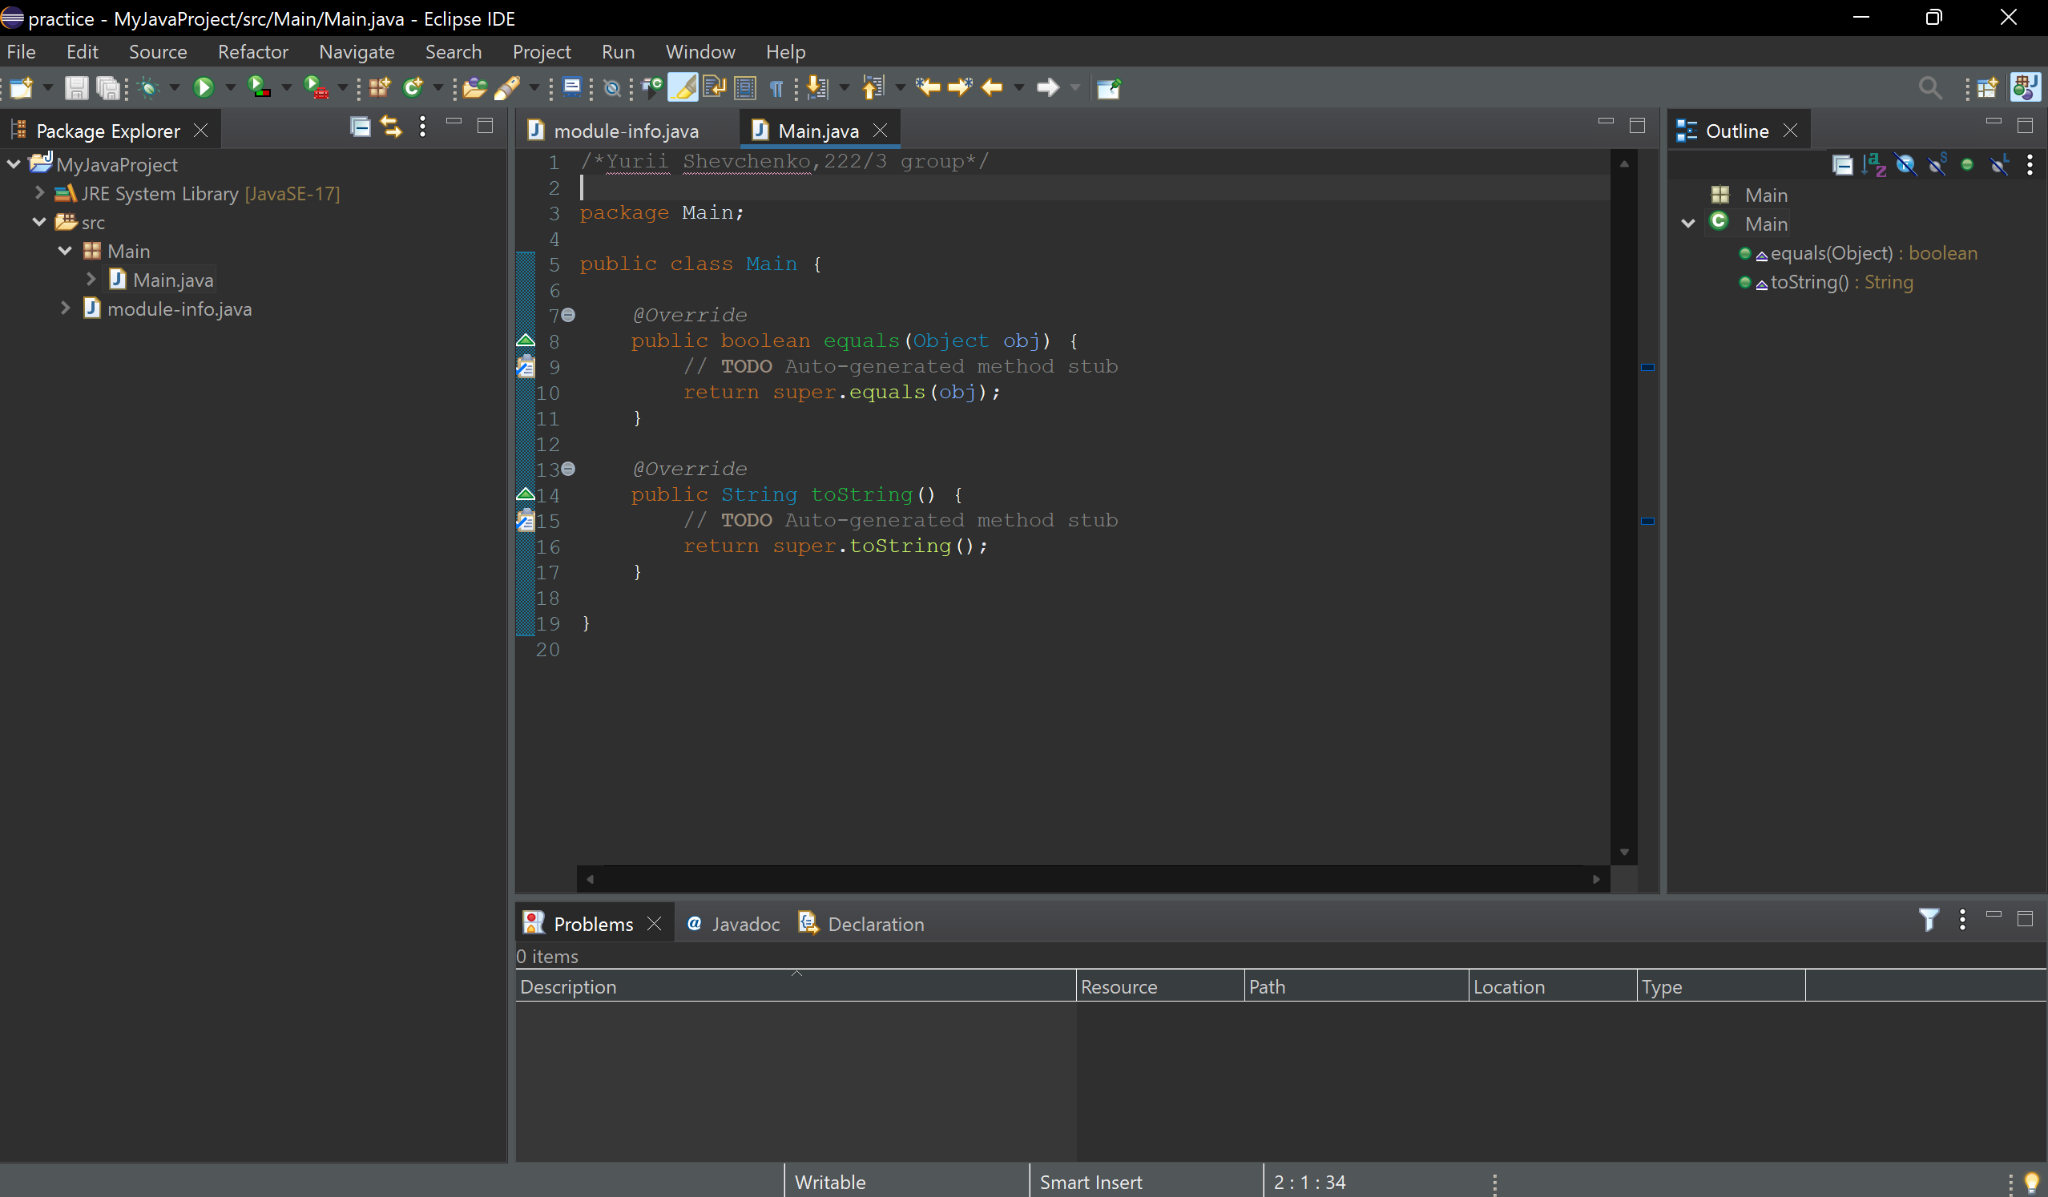 practice - MyJavaProject/src/Main/Main.java - Eclipse IDE
File Edit Source Refactor Navigate Search Project Run Window Help
Package Explorer
MyJavaProject
JRE System Library [JavaSE-17]
src
Main
Main.java
module-info.java
module-info.java Main.java
1 /*Yurii Shevchenko,222/3 group*/
2
3 package Main;
4
5 public class Main {
6
7 @Override
8 public boolean equals(Object obj) {
9 // TODO Auto-generated method stub
10 return super.equals(obj);
11 }
12
13 @Override
14 public String toString() {
15 // TODO Auto-generated method stub
16 return super.toString();
17 }
18
19 }
20
Outline
Main
Main
equals(Object) : boolean
toString() : String
Problems @ Javadoc Declaration
0 items
Description Resource Path Location Type
Writable Smart Insert 2 : 1 : 34